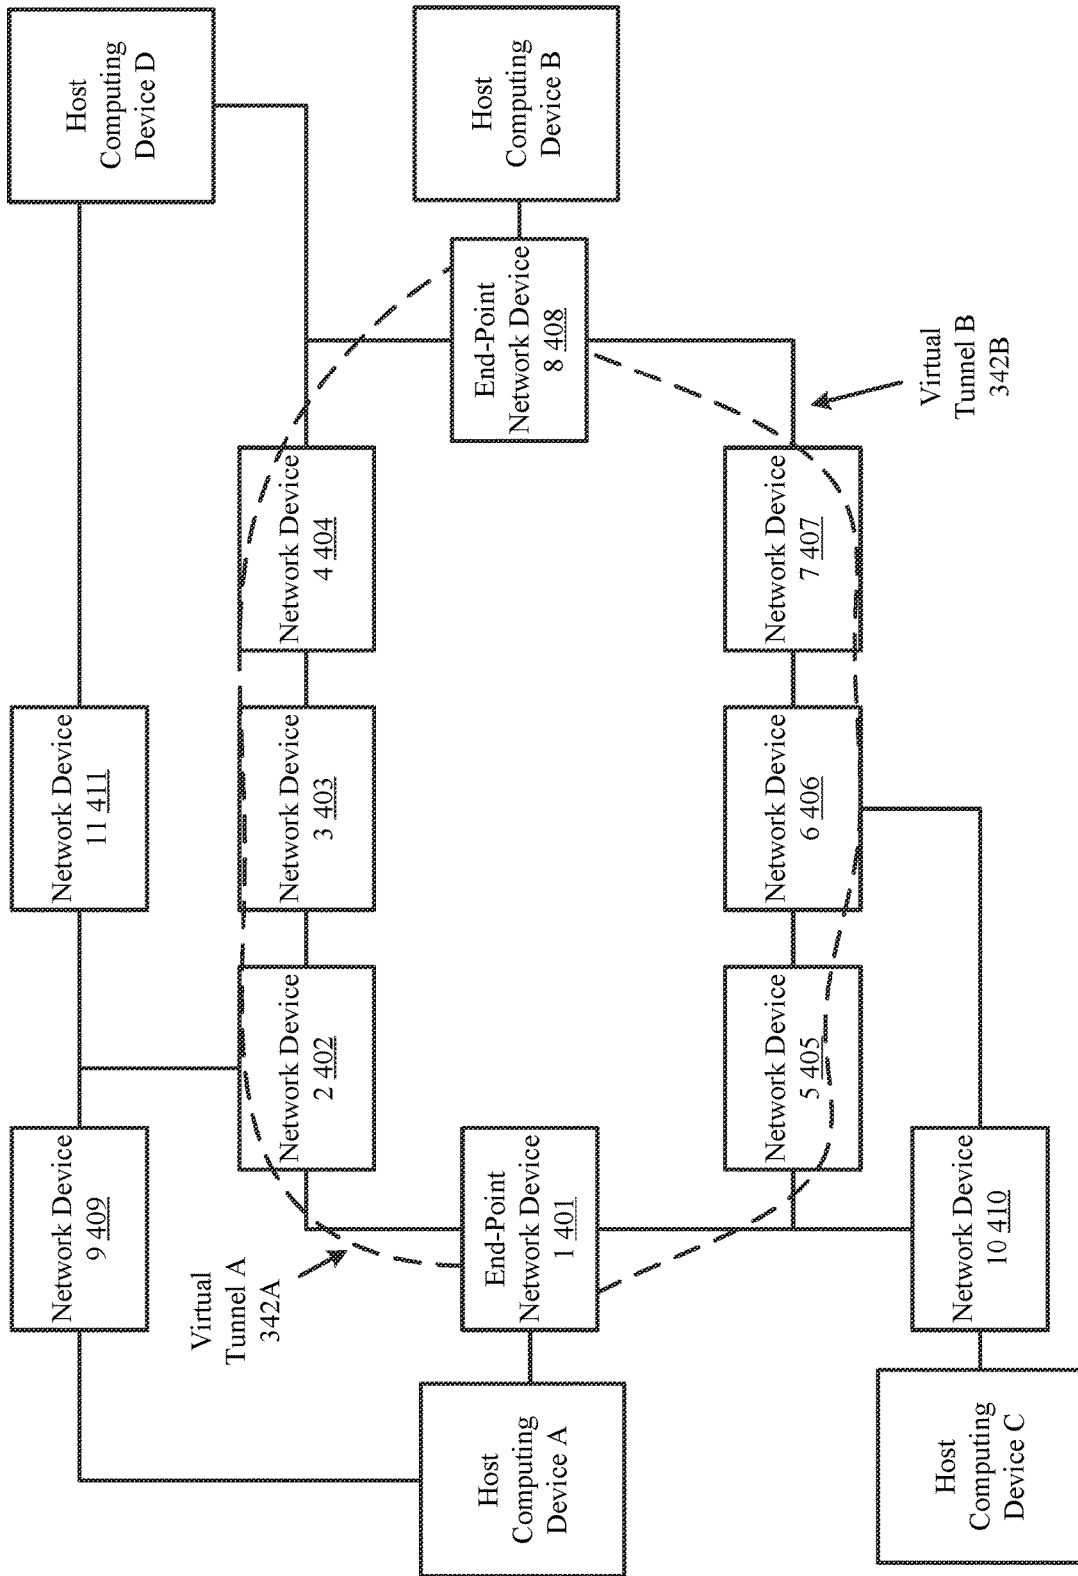 Host
Computing
Device D
Host
Computing
Device B
Network Device
11 411
Network Device
9 409
Network Device
4 404
Network Device
3 403
Network Device
2 402
Virtual
Tunnel A
342A
End-Point
Network Device
8 408
End-Point
Network Device
1 401
Host
Computing
Device A
Virtual
Tunnel B
342B
Network Device
7 407
Network Device
6 406
Network Device
5 405
Network Device
10 410
Host
Computing
Device C